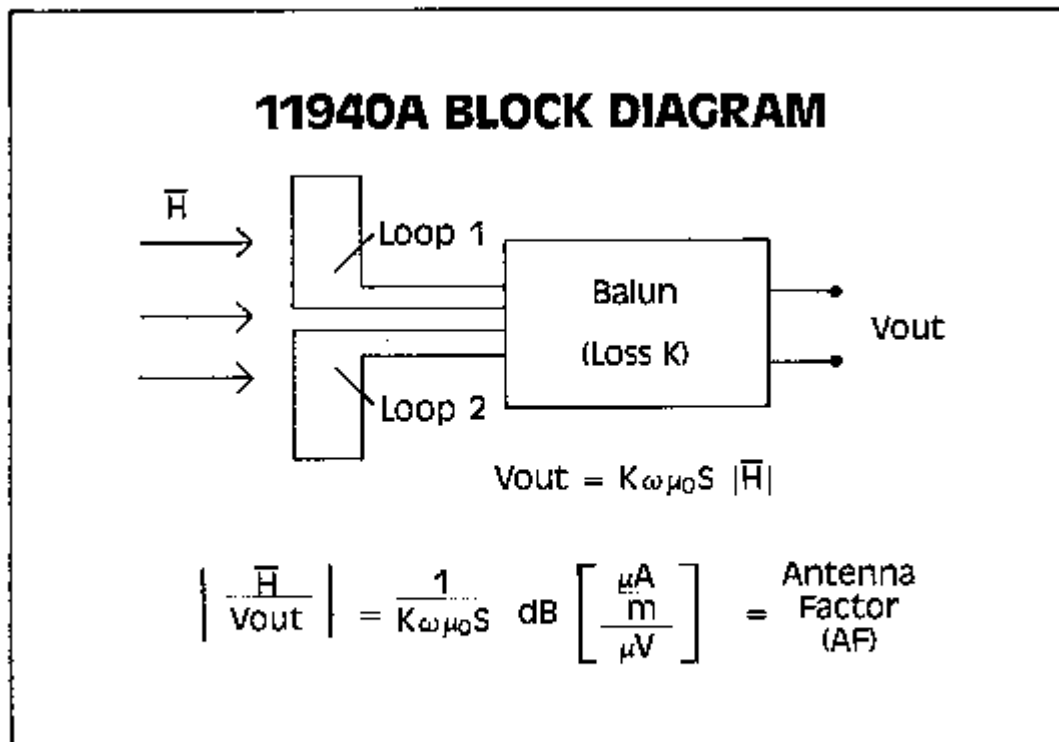 11940A BLOCK DIAGRAM
H̅
Loop 1
Balun
(Loss K)
Vout
Loop 2
Vout = Kωμ₀S |H̅|
| H̅ / Vout | = 1 / Kωμ₀S dB [ μA / m / μV ] = Antenna Factor (AF)